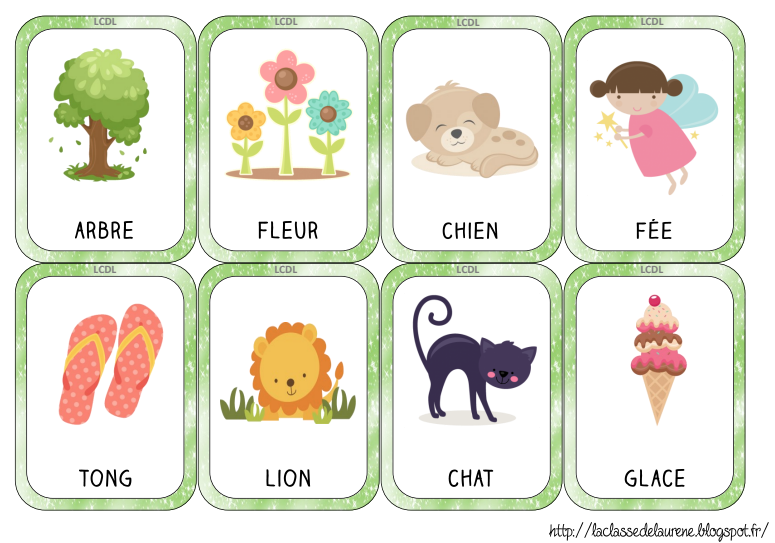 LCDL LCDL LCDL LCDL
ARBRE FLEUR CHIEN FÉE
LCDL LCDL LCDL LCDL
TONG LION CHAT GLACE
http://laclassedelaurene.blogspot.fr/